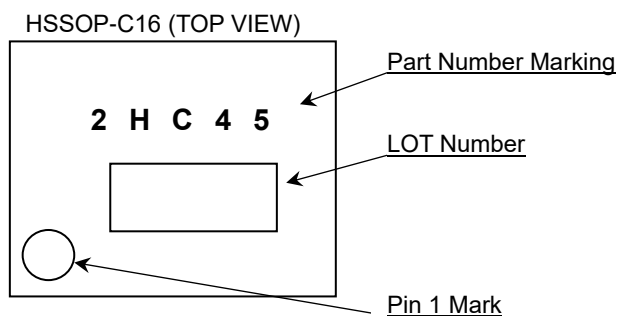 HSSOP-C16 (TOP VIEW)
Part Number Marking
2 H C 4 5
LOT Number
Pin 1 Mark